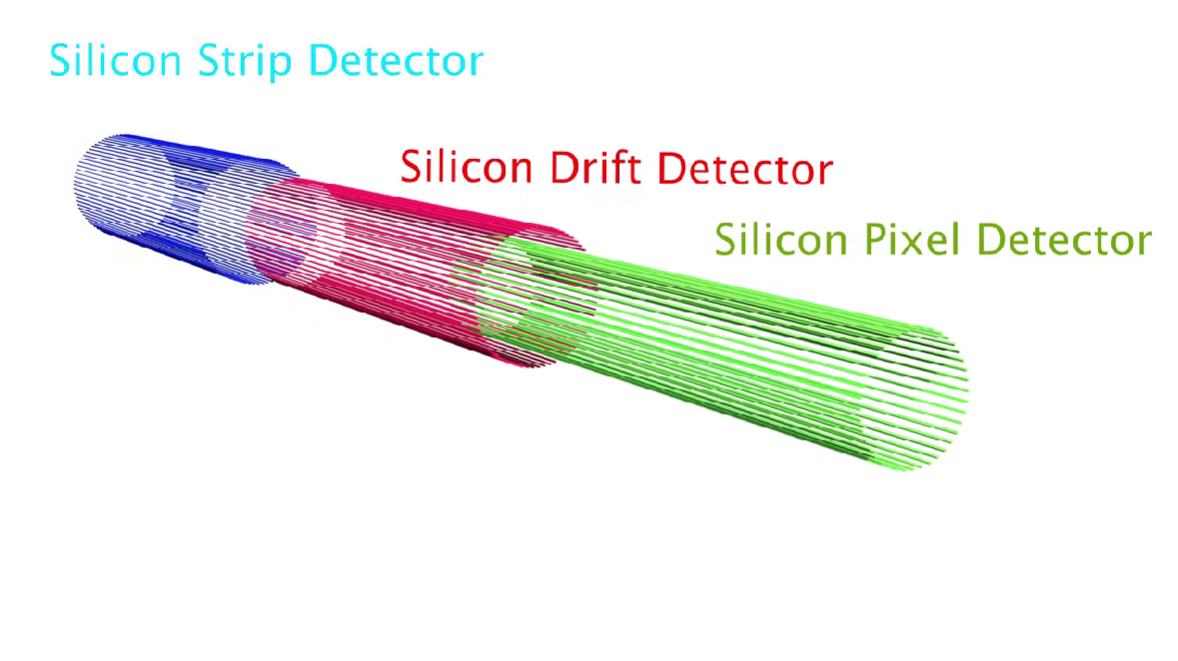 Silicon Strip Detector
Silicon Drift Detector
Silicon Pixel Detector